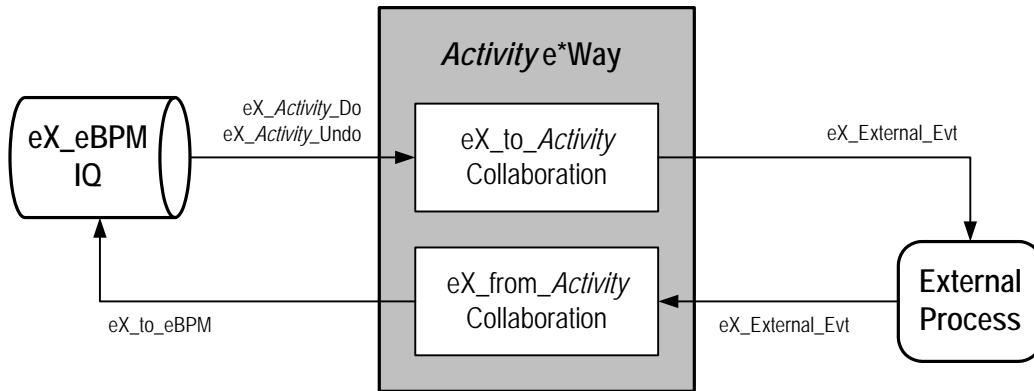 Activity e*Way
eX_eBPM
IQ
eX_Activity_Do
eX_Activity_Undo
eX_to_Activity
Collaboration
eX_External_Evt
eX_from_Activity
Collaboration
External
Process
eX_to_eBPM
eX_External_Evt